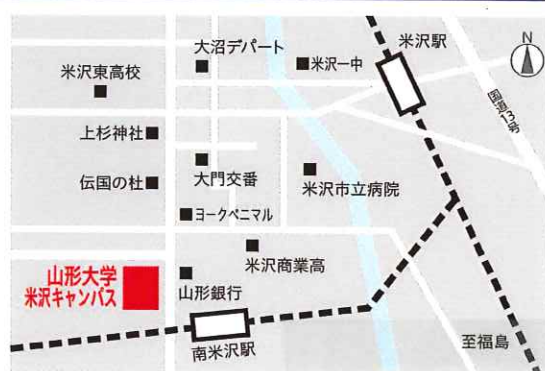 大沼デパート
米沢駅
N
米沢東高校
米沢一中
国道13号
上杉神社
大門交番
伝国の杜
米沢市立病院
ヨークベニマル
山形大学
米沢キャンパス
米沢商業高
山形銀行
至福島
南米沢駅